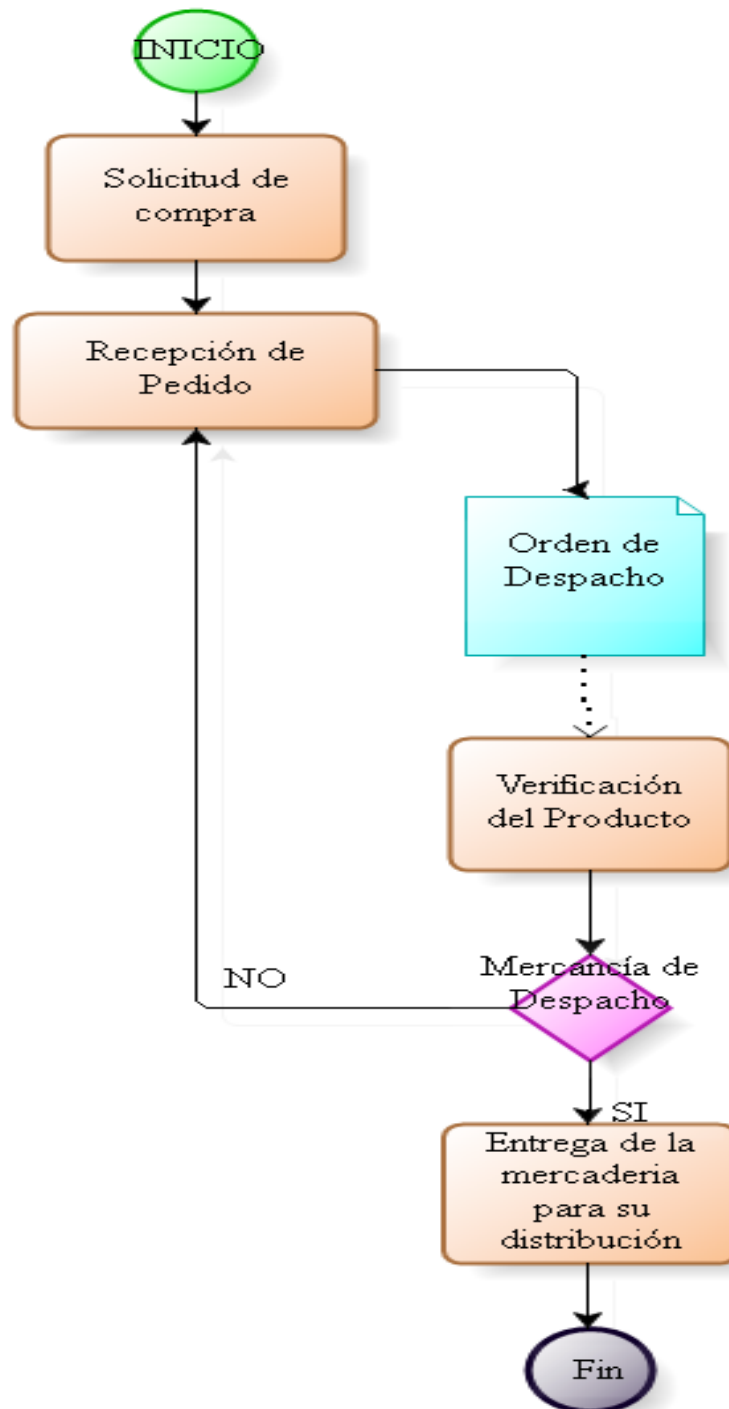 INICIO
Solicitud de
compra
Recepción de
Pedido
Orden de
Despacho
Verificación
del Producto
Mercancía de
Despacho
NO
SI
Entrega de la
mercaderia
para su
distribución
Fin